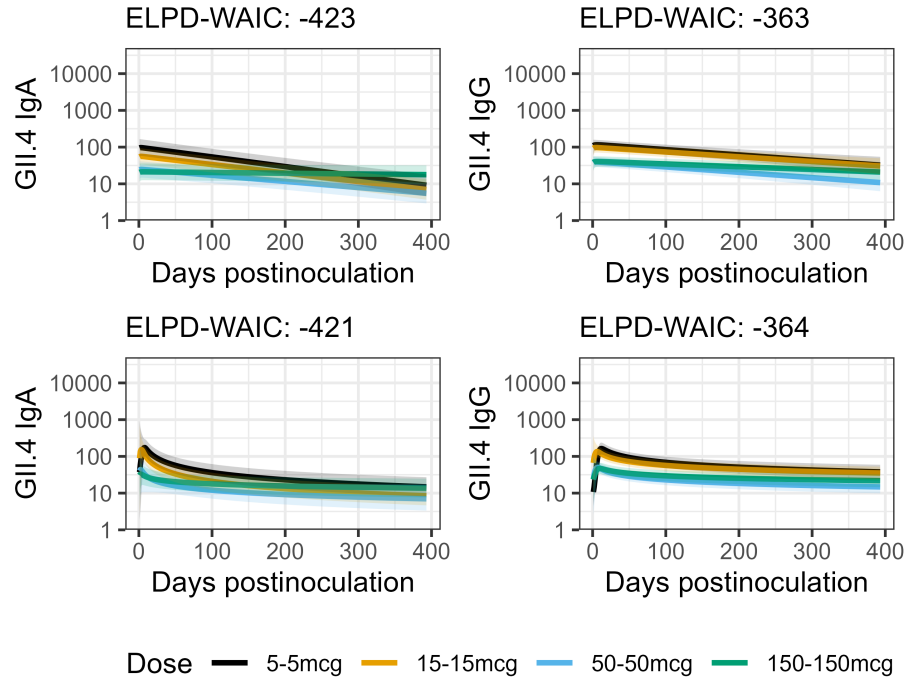 ELPD-WAIC: -423
GII.4 IgA
10000
1000
100
10
1
0 100 200 300 400
Days postinoculation
ELPD-WAIC: -363
GII.4 IgG
10000
1000
100
10
1
0 100 200 300 400
Days postinoculation
ELPD-WAIC: -421
GII.4 IgA
10000
1000
100
10
1
0 100 200 300 400
Days postinoculation
ELPD-WAIC: -364
GII.4 IgG
10000
1000
100
10
1
0 100 200 300 400
Days postinoculation
Dose 5-5mcg 15-15mcg 50-50mcg 150-150mcg